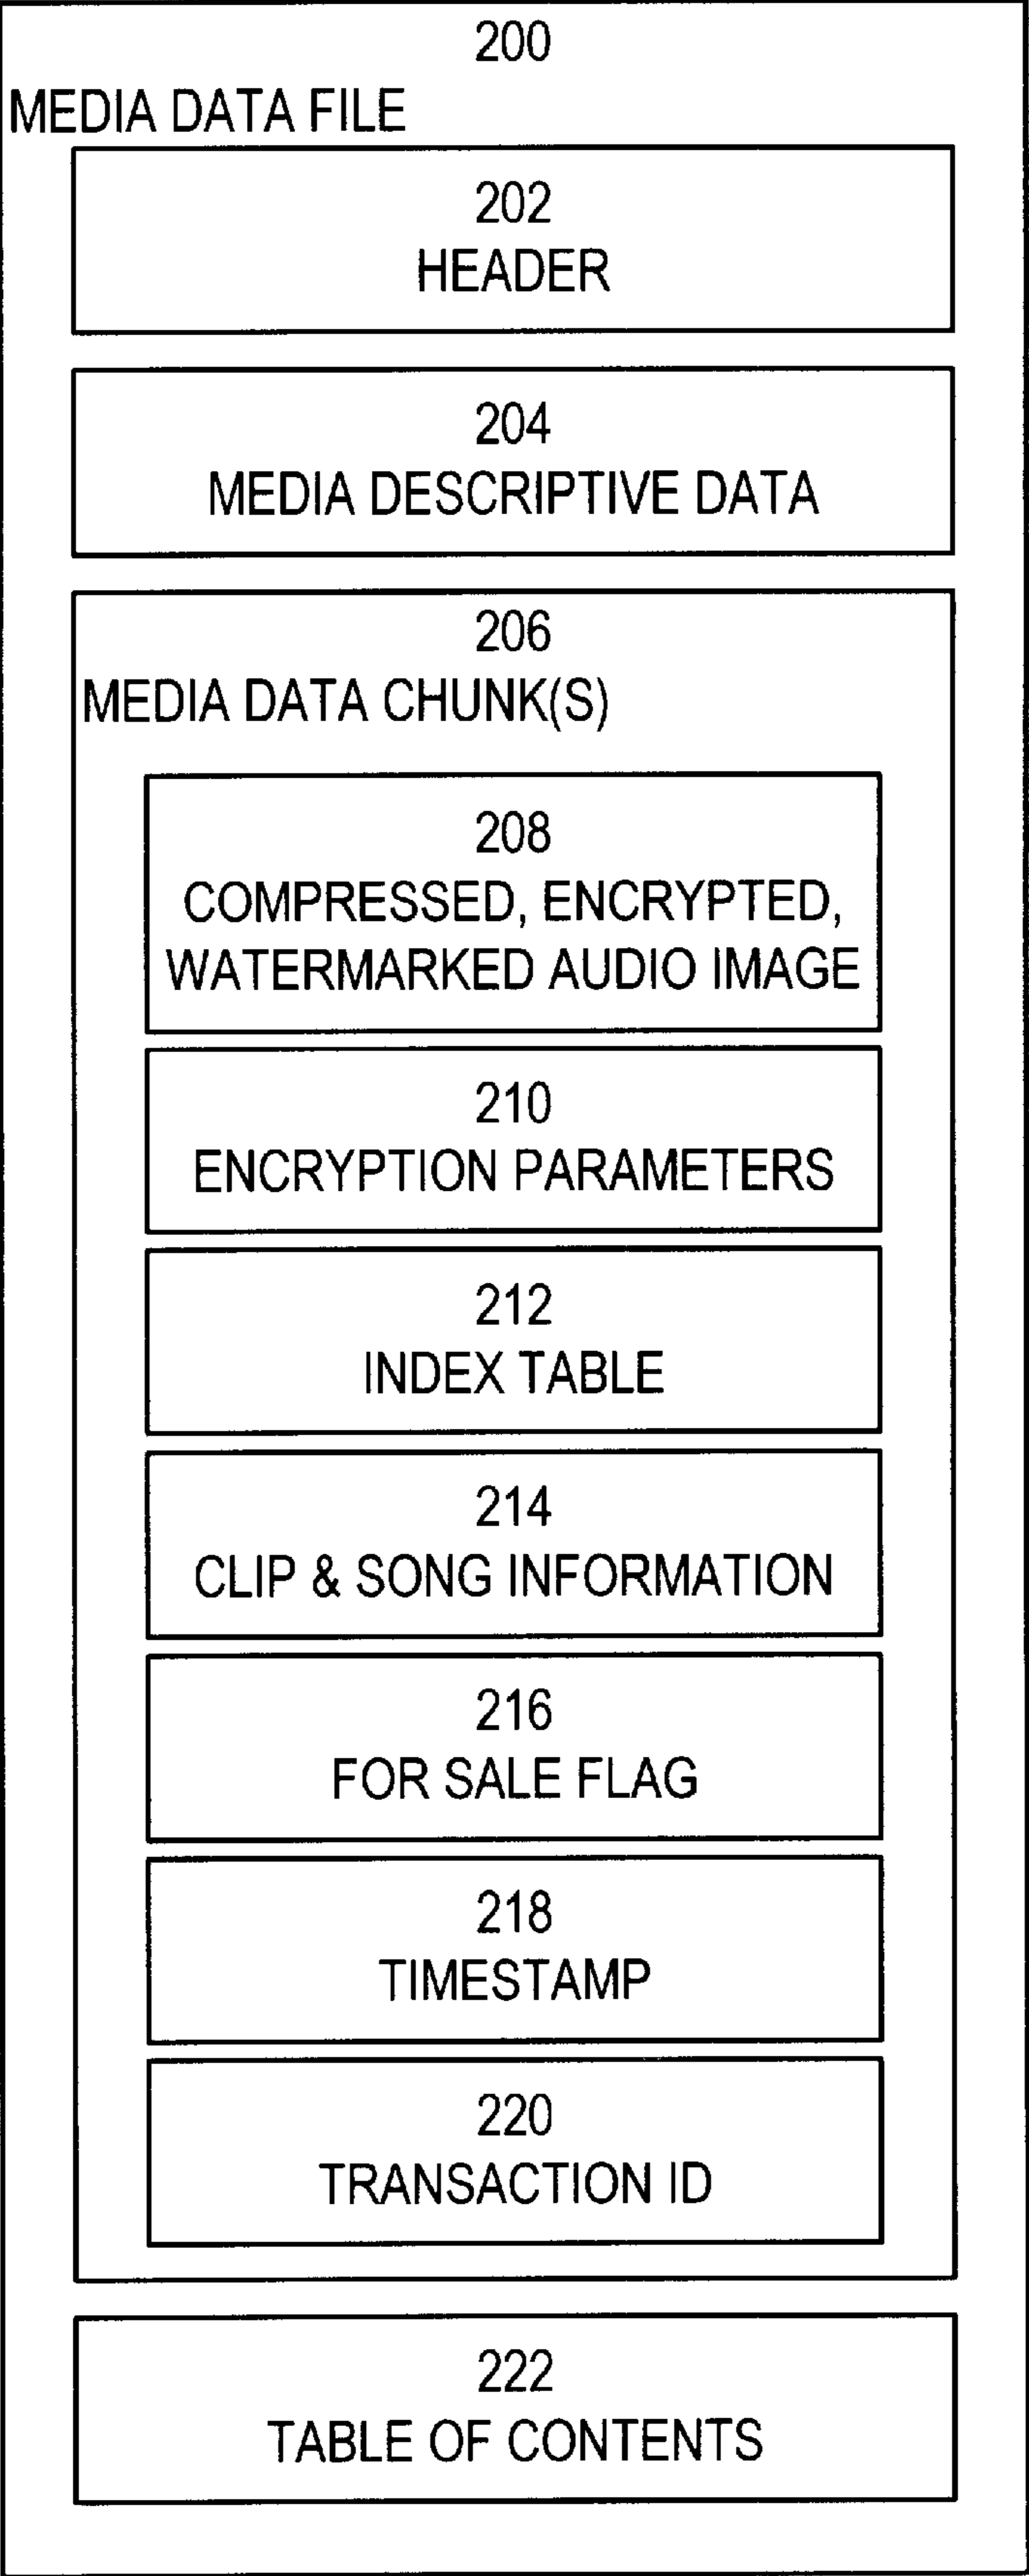 200
MEDIA DATA FILE
202
HEADER
204
MEDIA DESCRIPTIVE DATA
206
MEDIA DATA CHUNK(S)
208
COMPRESSED, ENCRYPTED,
WATERMARKED AUDIO IMAGE
210
ENCRYPTION PARAMETERS
212
INDEX TABLE
214
CLIP & SONG INFORMATION
216
FOR SALE FLAG
218
TIMESTAMP
220
TRANSACTION ID
222
TABLE OF CONTENTS